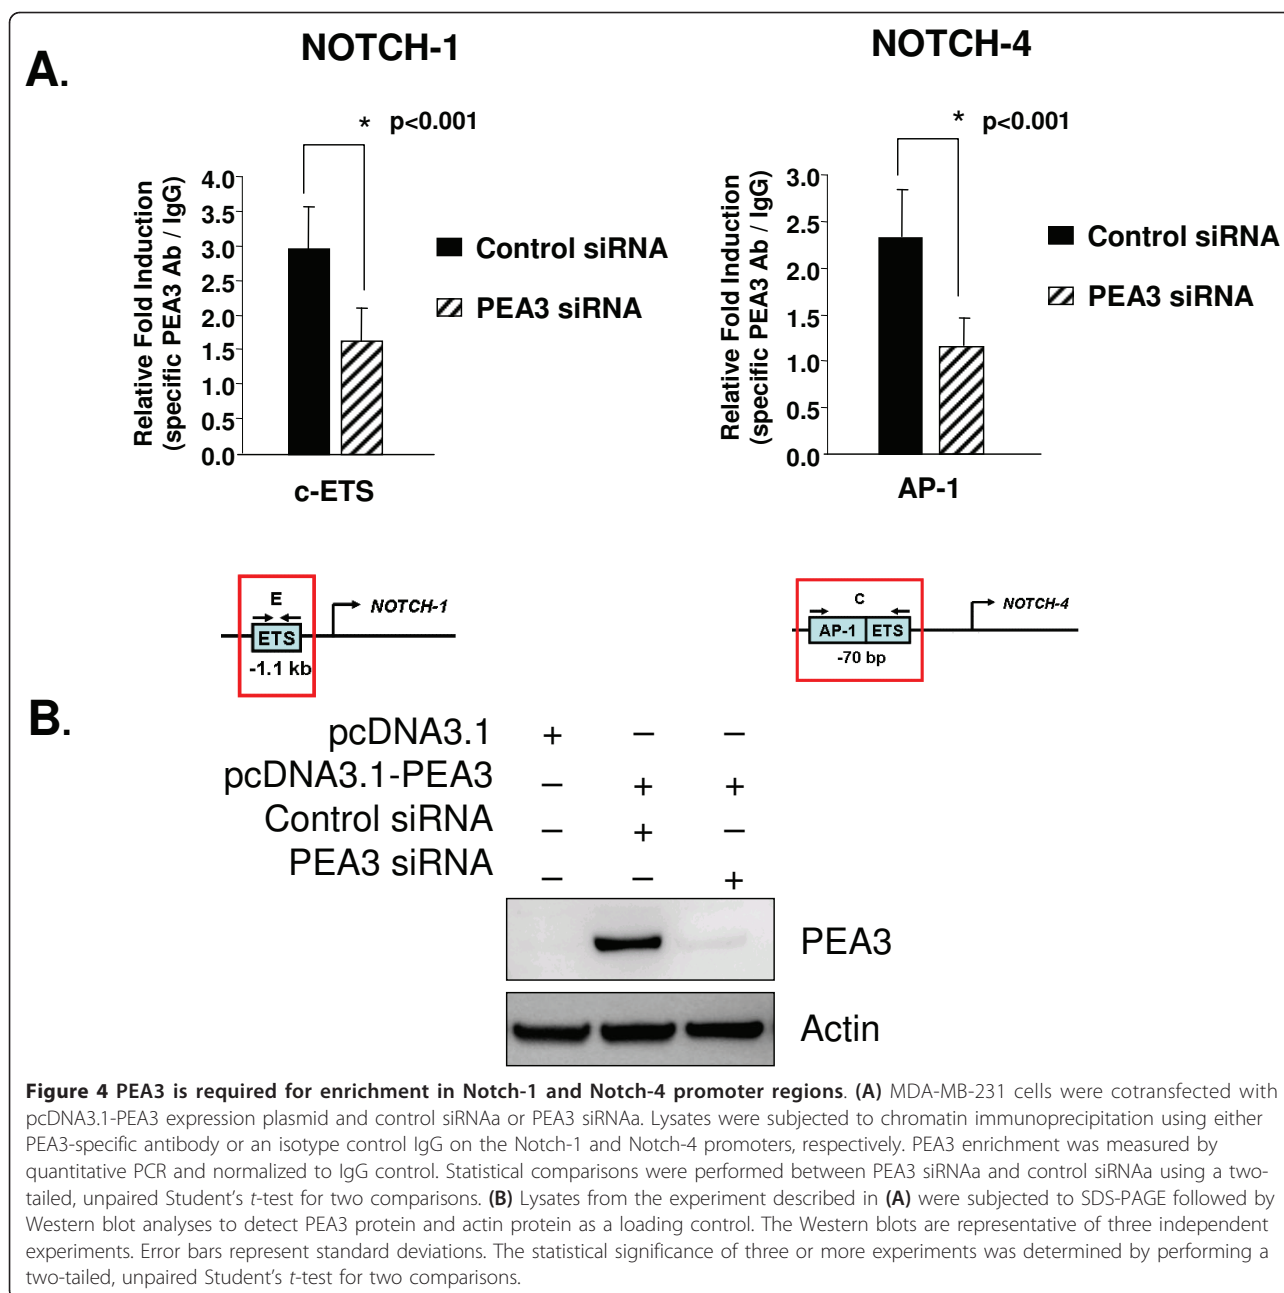 A.
NOTCH-1
* p<0.001
Relative Fold Induction
(specific PEA3 Ab / IgG)
4.0
3.5
3.0
2.5
2.0
1.5
1.0
0.5
0.0
Control siRNA
PEA3 siRNA
c-ETS
E
ETS
-1.1 kb
NOTCH-1
NOTCH-4
* p<0.001
Relative Fold Induction
(specific PEA3 Ab / IgG)
3.0
2.5
2.0
1.5
1.0
0.5
0.0
Control siRNA
PEA3 siRNA
AP-1
C
AP-1 ETS
-70 bp
NOTCH-4
B.
pcDNA3.1 + – –
pcDNA3.1-PEA3 – + +
Control siRNA – + –
PEA3 siRNA – – +
PEA3
Actin
Figure 4 PEA3 is required for enrichment in Notch-1 and Notch-4 promoter regions. (A) MDA-MB-231 cells were cotransfected with
pcDNA3.1-PEA3 expression plasmid and control siRNAa or PEA3 siRNAa. Lysates were subjected to chromatin immunoprecipitation using either
PEA3-specific antibody or an isotype control IgG on the Notch-1 and Notch-4 promoters, respectively. PEA3 enrichment was measured by
quantitative PCR and normalized to IgG control. Statistical comparisons were performed between PEA3 siRNAa and control siRNAa using a two-
tailed, unpaired Student's t-test for two comparisons. (B) Lysates from the experiment described in (A) were subjected to SDS-PAGE followed by
Western blot analyses to detect PEA3 protein and actin protein as a loading control. The Western blots are representative of three independent
experiments. Error bars represent standard deviations. The statistical significance of three or more experiments was determined by performing a
two-tailed, unpaired Student's t-test for two comparisons.